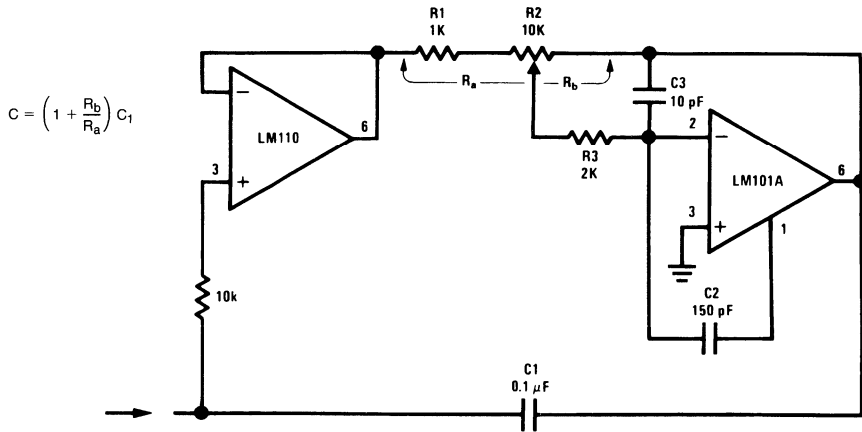 R1
1K
R2
10K
Ra
Rb
C3
10 pF
C = (1 + Rb/Ra) C1
−
LM110
6
3
+
R3
2K
2
−
LM101A
6
3
+
1
10k
C2
150 pF
C1
0.1 µF